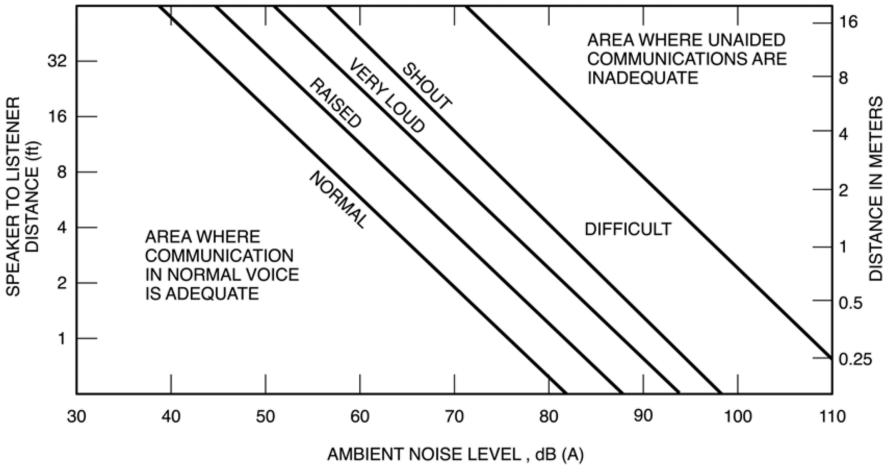 SPEAKER TO LISTENER
DISTANCE (ft)
32
16
8
4
2
1
AREA WHERE UNAIDED
COMMUNICATIONS ARE
INADEQUATE
SHOUT
VERY LOUD
RAISED
NORMAL
DIFFICULT
AREA WHERE
COMMUNICATION
IN NORMAL VOICE
IS ADEQUATE
16
8
4
2
1
0.5
0.25
DISTANCE IN METERS
30 40 50 60 70 80 90 100 110
AMBIENT NOISE LEVEL , dB (A)